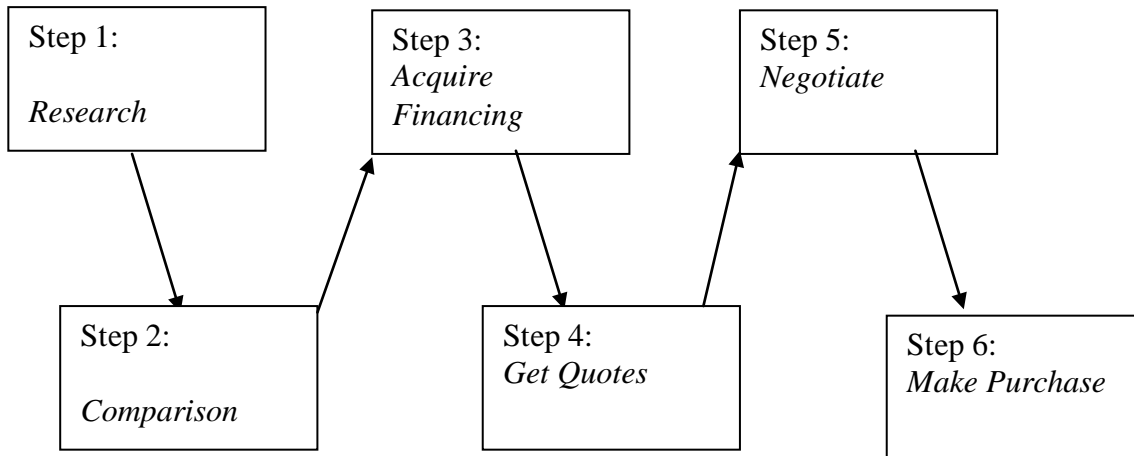 Step 1:
Research
Step 2:
Comparison
Step 3:
Acquire
Financing
Step 4:
Get Quotes
Step 5:
Negotiate
Step 6:
Make Purchase